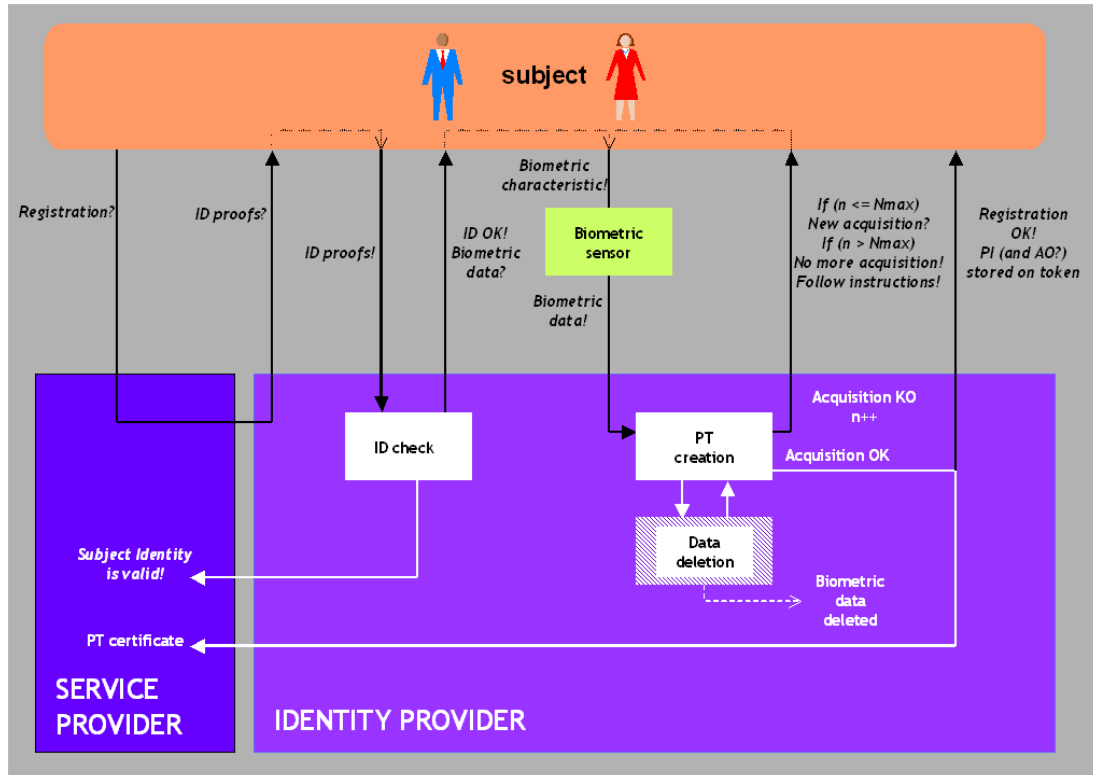 subject
Registration?
ID proofs?
ID proofs!
ID OK!
Biometric
data?
Biometric
characteristic!
Biometric
sensor
Biometric
data!
If (n <= Nmax)
New acquisition?
If (n > Nmax)
No more acquisition!
Follow instructions!
Registration
OK!
PI (and AO?)
stored on token
ID check
PT
creation
Acquisition KO
n++
Acquisition OK
Data
deletion
Biometric
data
deleted
Subject Identity
is valid!
PT certificate
SERVICE
PROVIDER
IDENTITY PROVIDER